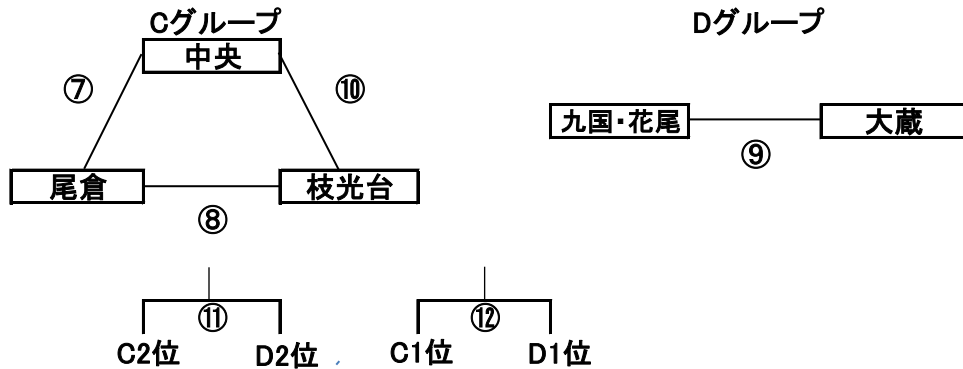 Cグループ
Dグループ
中央
⑦
⑩
九国・花尾
大蔵
⑨
尾倉
枝光台
⑧
⑪
⑫
C2位
D2位
C1位
D1位